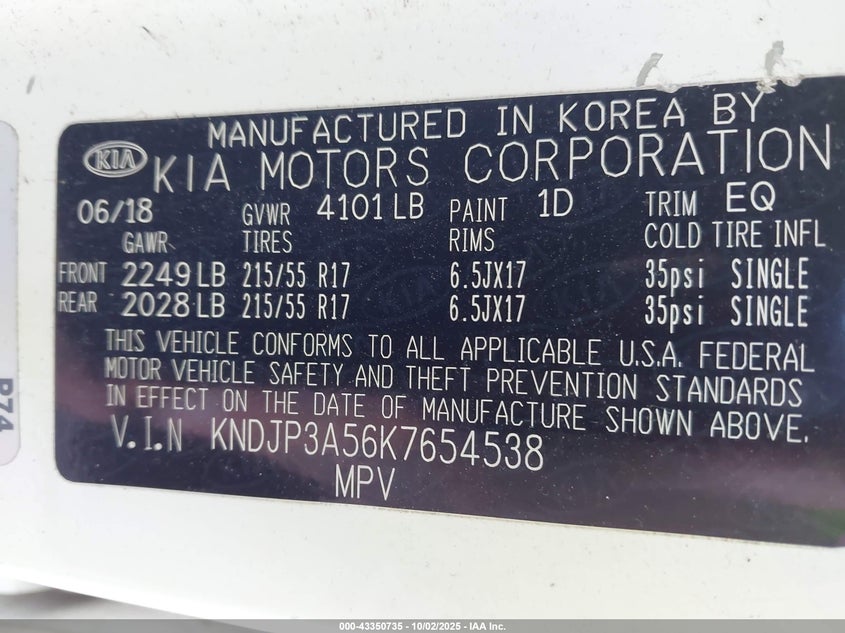 MANUFACTURED IN KOREA BY
KIA KIA MOTORS CORPORATION
06/18 GVWR 4101 LB PAINT 1D TRIM EQ
GAWR TIRES RIMS COLD TIRE INFL
FRONT 2249 LB 215/55 R17 6.5JX17 35psi SINGLE
REAR 2028 LB 215/55 R17 6.5JX17 35psi SINGLE
THIS VEHICLE CONFORMS TO ALL APPLICABLE U.S.A. FEDERAL
MOTOR VEHICLE SAFETY AND THEFT PREVENTION STANDARDS
IN EFFECT ON THE DATE OF MANUFACTURE SHOWN ABOVE.
V.I.N KNDJP3A56K7654538
MPV
P74
000-43350735 - 10/02/2025 - IAA Inc.